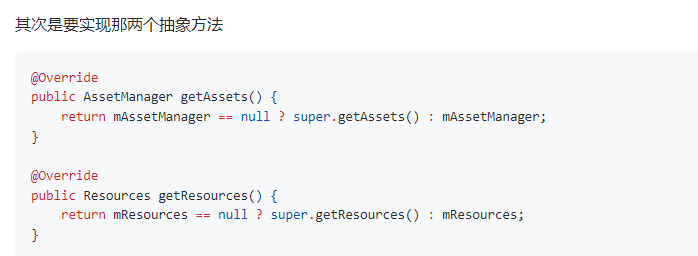 其次是要实现那两个抽象方法
@Override
public AssetManager getAssets() {
    return mAssetManager == null ? super.getAssets() : mAssetManager;
}
@Override
public Resources getResources() {
    return mResources == null ? super.getResources() : mResources;
}